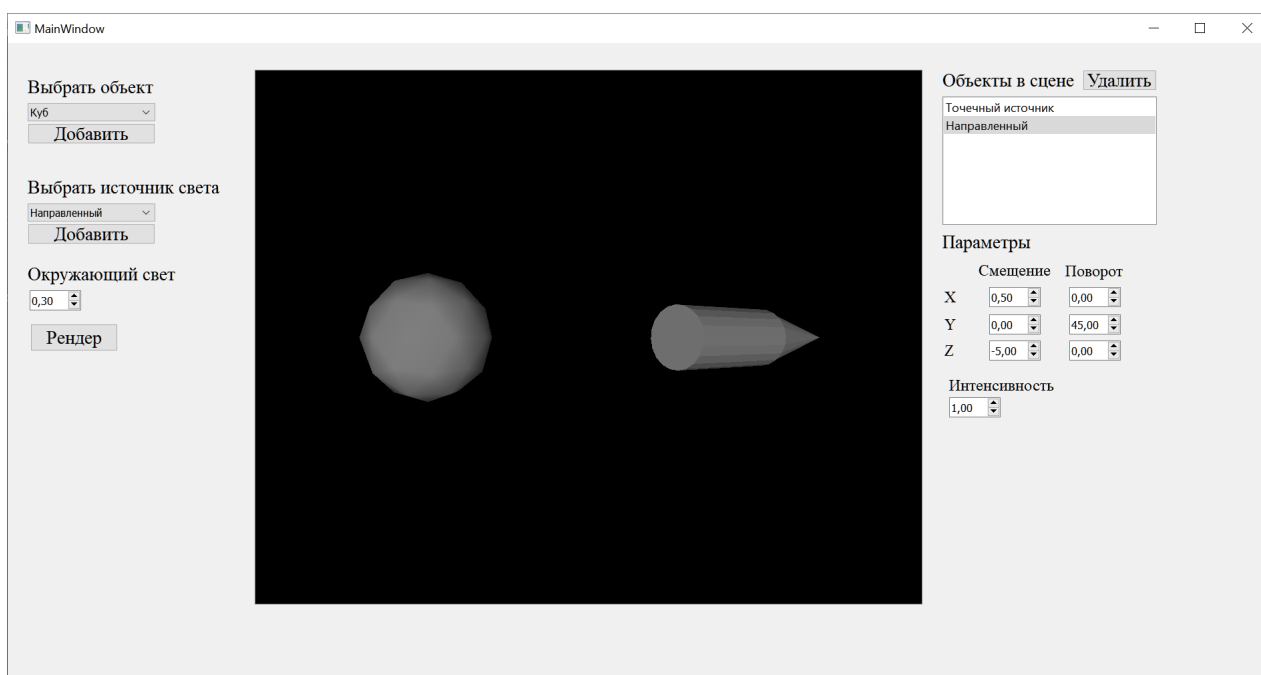 MainWindow
Выбрать объект
Куб
Добавить
Выбрать источник света
Направленный
Добавить
Окружающий свет
0,30
Рендер
Объекты в сцене Удалить
Точечный источник
Направленный
Параметры
Смещение Поворот
X 0,50 0,00
Y 0,00 45,00
Z -5,00 0,00
Интенсивность
1,00